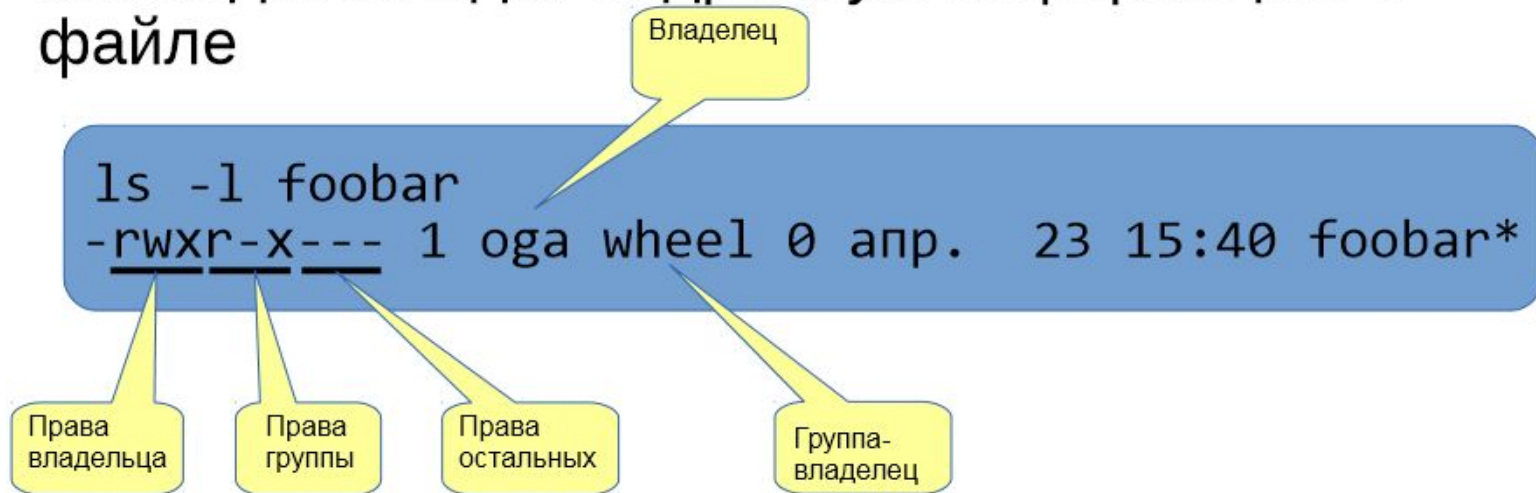 файле
Владелец
ls -l foobar
-rwxr-x--- 1 oga wheel 0 апр. 23 15:40 foobar*
Права
владельца
Права
группы
Права
остальных
Группа-
владелец